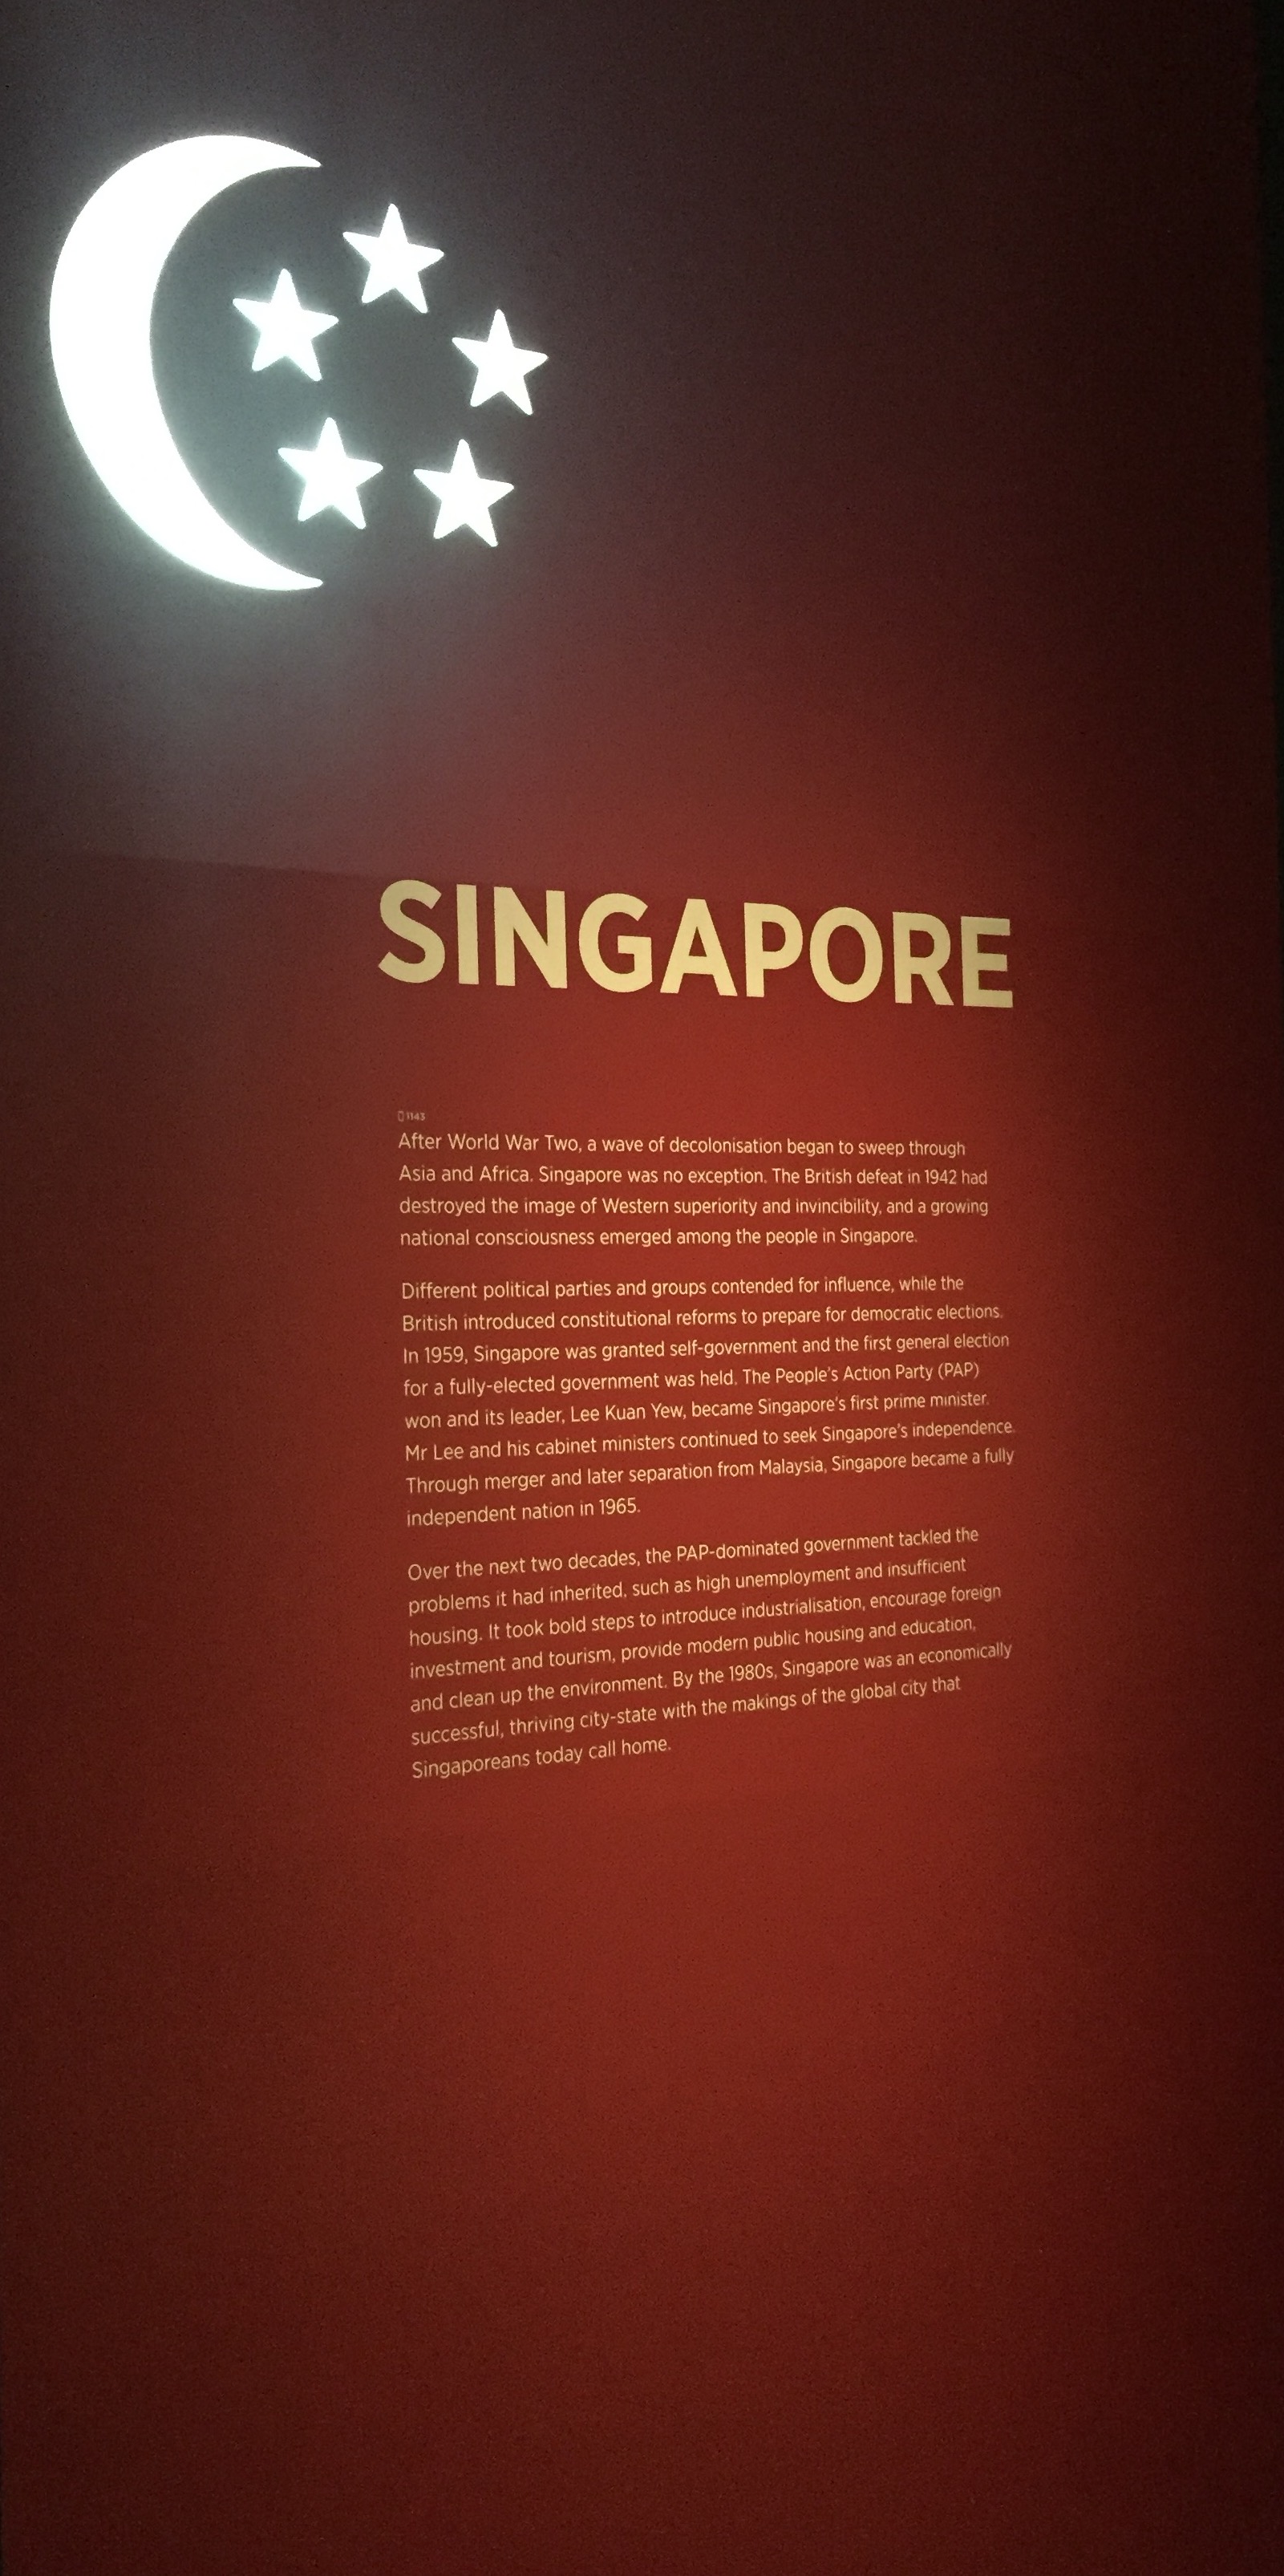 SINGAPORE
1143
After World War Two, a wave of decolonisation began to sweep through
Asia and Africa. Singapore was no exception. The British defeat in 1942 had
destroyed the image of Western superiority and invincibility, and a growing
national consciousness emerged among the people in Singapore.
Different political parties and groups contended for influence, while the
British introduced constitutional reforms to prepare for democratic elections.
In 1959, Singapore was granted self-government and the first general election
for a fully-elected government was held. The People's Action Party (PAP)
won and its leader, Lee Kuan Yew, became Singapore's first prime minister.
Mr Lee and his cabinet ministers continued to seek Singapore's independence.
Through merger and later separation from Malaysia, Singapore became a fully
independent nation in 1965.
Over the next two decades, the PAP-dominated government tackled the
problems it had inherited, such as high unemployment and insufficient
housing. It took bold steps to introduce industrialisation, encourage foreign
investment and tourism, provide modern public housing and education,
and clean up the environment. By the 1980s, Singapore was an economically
successful, thriving city-state with the makings of the global city that
Singaporeans today call home.